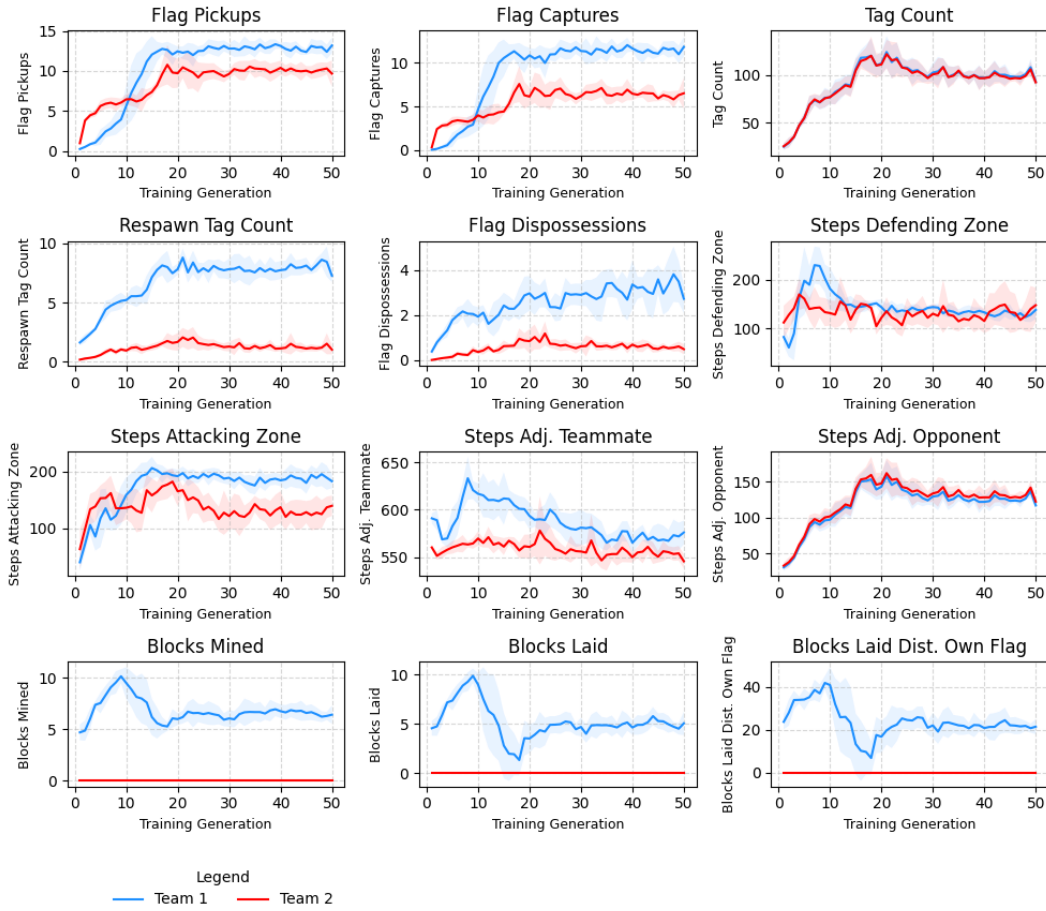 Flag Pickups
Flag Captures
Tag Count
Flag Pickups
15
10
5
0
0 10 20 30 40 50
Training Generation
Flag Captures
10
5
0
0 10 20 30 40 50
Training Generation
Tag Count
100
50
0 10 20 30 40 50
Training Generation
Respawn Tag Count
Flag Dispossessions
Steps Defending Zone
Respawn Tag Count
10
5
0
0 10 20 30 40 50
Training Generation
Flag Dispossessions
4
2
0
0 10 20 30 40 50
Training Generation
Steps Defending Zone
200
100
0 10 20 30 40 50
Training Generation
Steps Attacking Zone
Steps Adj. Teammate
Steps Adj. Opponent
Steps Attacking Zone
200
100
0 10 20 30 40 50
Training Generation
Steps Adj. Teammate
650
600
550
0 10 20 30 40 50
Training Generation
Steps Adj. Opponent
150
100
50
0 10 20 30 40 50
Training Generation
Blocks Mined
Blocks Laid
Blocks Laid Dist. Own Flag
Blocks Mined
10
5
0
0 10 20 30 40 50
Training Generation
Blocks Laid
10
5
0
0 10 20 30 40 50
Training Generation
Blocks Laid Dist. Own Flag
40
20
0
0 10 20 30 40 50
Training Generation
Legend
Team 1 Team 2